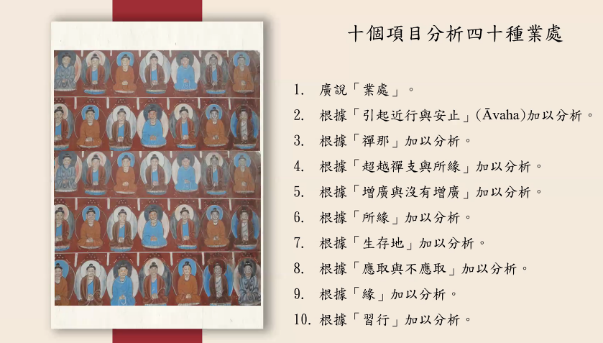 十個項目分析四十種業處
1. 廣說「業處」。
2. 根據「引起近行與安止」(Āvaha)加以分析。
3. 根據「禪那」加以分析。
4. 根據「超越禪支與所緣」加以分析。
5. 根據「增廣與沒有增廣」加以分析。
6. 根據「所緣」加以分析。
7. 根據「生存地」加以分析。
8. 根據「應取與不應取」加以分析。
9. 根據「緣」加以分析。
10. 根據「習行」加以分析。